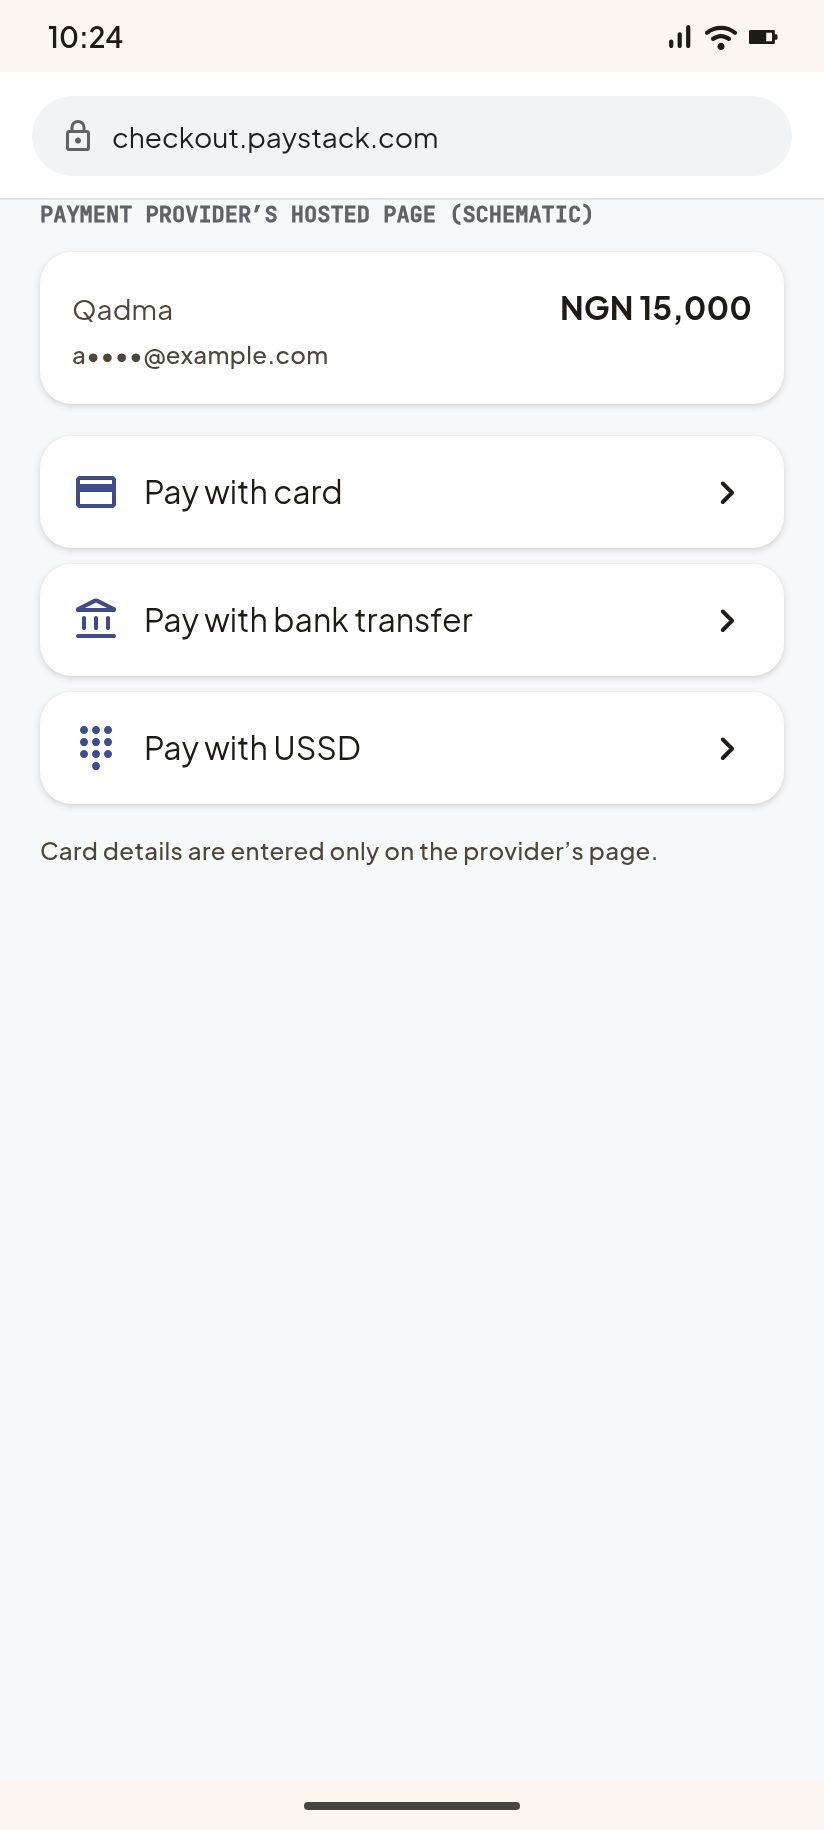 10:24
checkout.paystack.com
PAYMENT PROVIDER’S HOSTED PAGE (SCHEMATIC)
Qadma
NGN 15,000
a••••@example.com
Pay with card
Pay with bank transfer
Pay with USSD
Card details are entered only on the provider’s page.